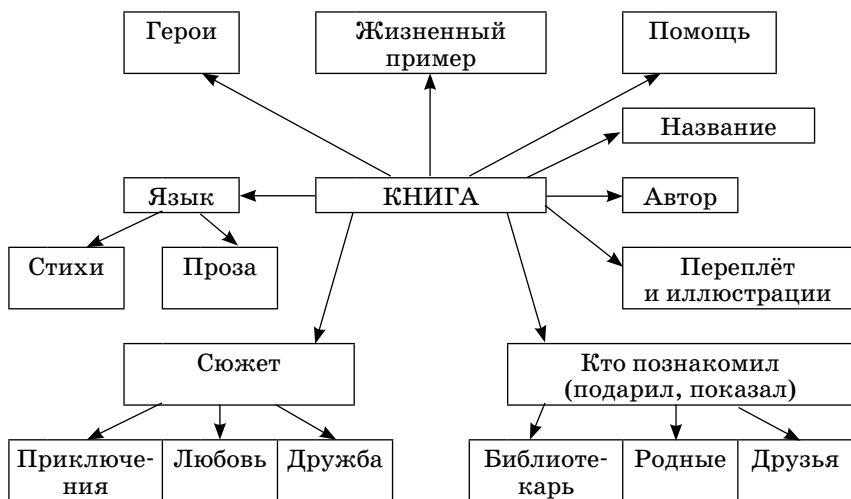 Герои
Жизненный
пример
Помощь
Название
Язык
КНИГА
Автор
Стихи
Проза
Переплёт
и иллюстрации
Сюжет
Кто познакомил
(подарил, показал)
Приключе-
ния
Любовь
Дружба
Библиоте-
карь
Родные
Друзья